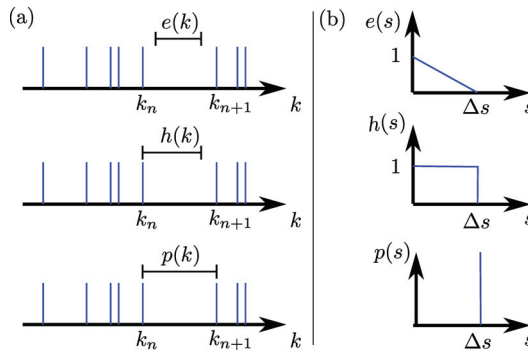 (a)
e(k)
k_n
k_{n+1}
k
h(k)
k_n
k_{n+1}
k
p(k)
k_n
k_{n+1}
k
(b)
e(s)
1
Δs
s
h(s)
1
Δs
s
p(s)
Δs
s